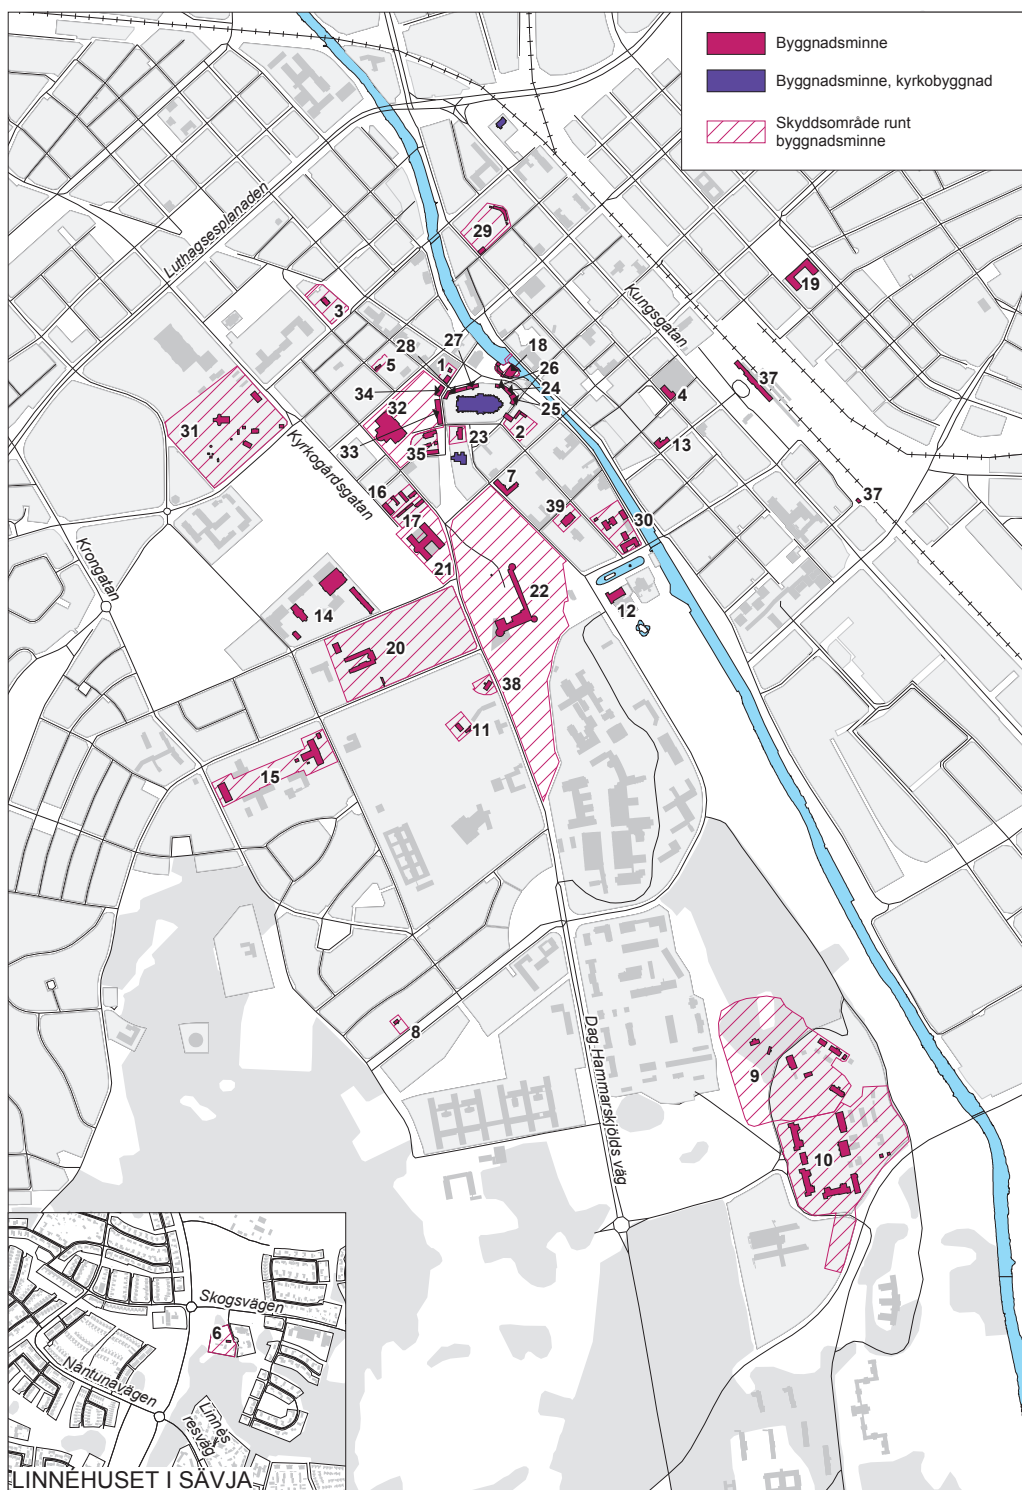 Byggnadsminne
Byggnadsminne, kyrkobyggnad
Skyddsområde runt
byggnadsminne
Luthagsesplanaden
29
Kungsgatan
19
3
27
18
28
1
26
5
37
34
24
4
32
25
31
33
23
2
13
35
Kyrkogårdsgatan
7
16
37
39
17
30
21
Krongatan
22
14
12
20
38
11
15
8
Dag Hammarskjölds väg
9
10
Skogsvägen
6
Nåntunavägen
Linnés
resväg
LINNEHUSET I SÄVJA